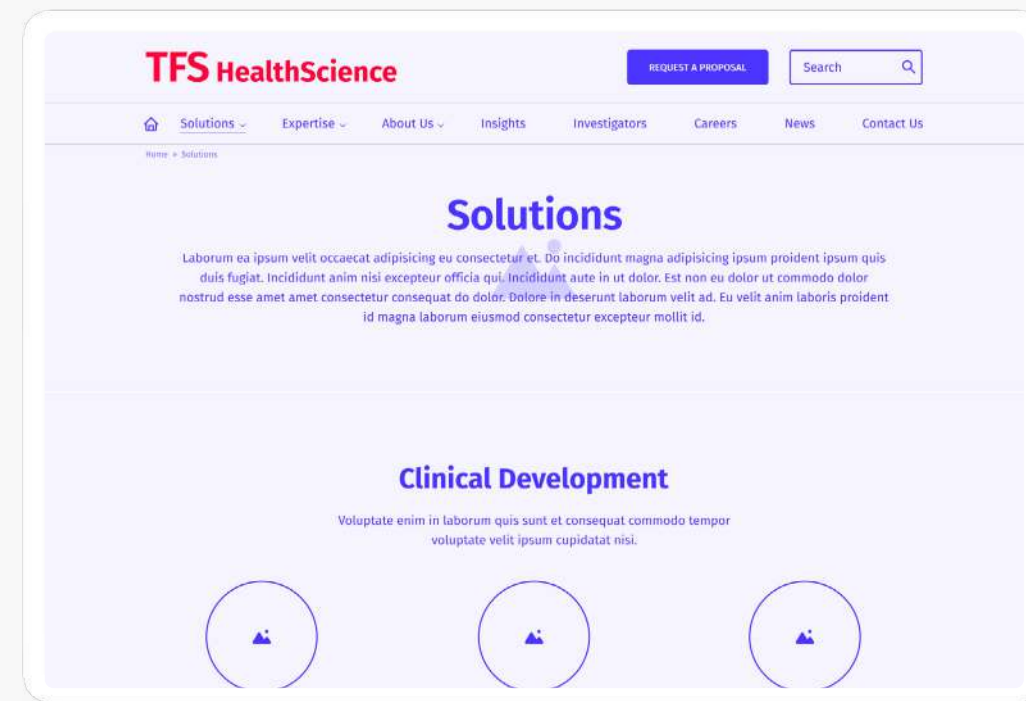 TFS HealthScience
REQUEST A PROPOSAL
Search
Solutions
Expertise
About Us
Insights
Investigators
Careers
News
Contact Us
Home » Solutions
Solutions
Laborum ea ipsum velit occaecat adipisicing eu consectetur et. Do incididunt magna adipisicing ipsum proident ipsum quis
duis fugiat. Incididunt anim nisi excepteur officia qui. Incididunt aute in ut dolor. Est non eu dolor ut commodo dolor
nostrud esse amet amet consectetur consequat do dolor. Dolore in deserunt laborum velit ad. Eu velit anim laboris proident
id magna laborum eiusmod consectetur excepteur mollit id.
Clinical Development
Voluptate enim in laborum quis sunt et consequat commodo tempor
voluptate velit ipsum cupidatat nisi.